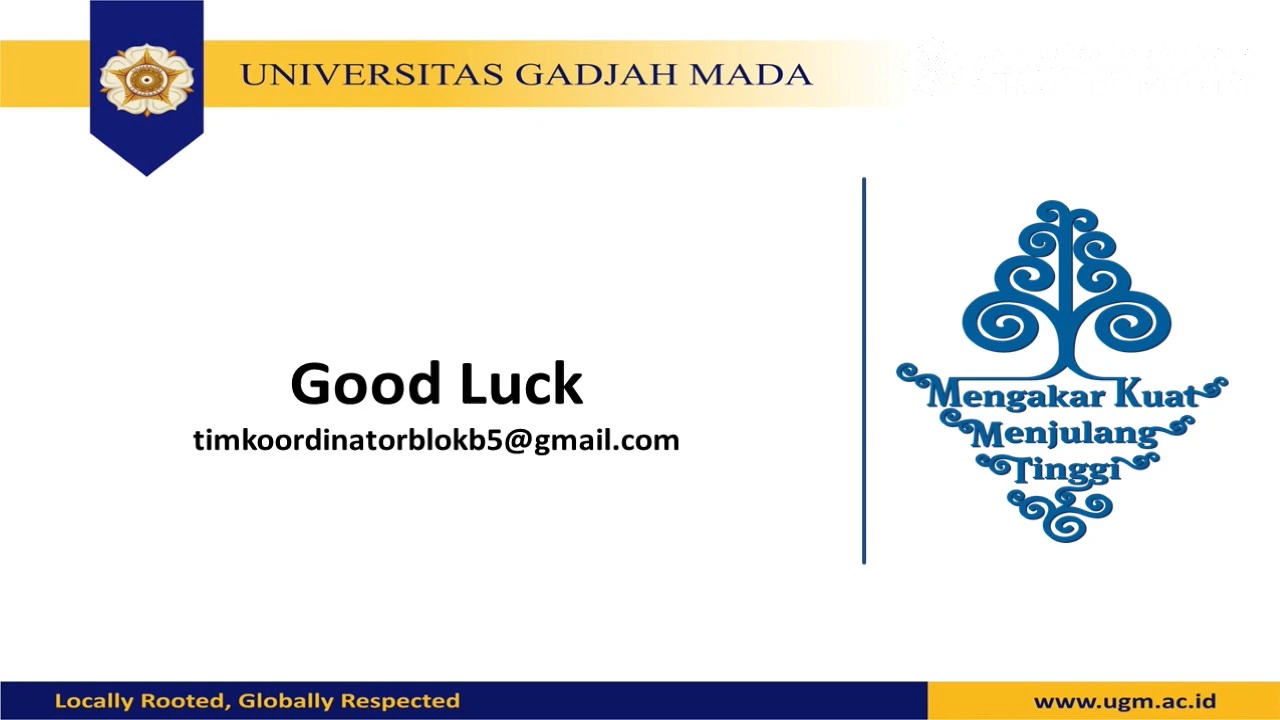 UNIVERSITAS GADJAH MADA
Good Luck
timkoordinatorblokb5@gmail.com
Mengakar Kuat
Menjulang
Tinggi
Locally Rooted, Globally Respected
www.ugm.ac.id